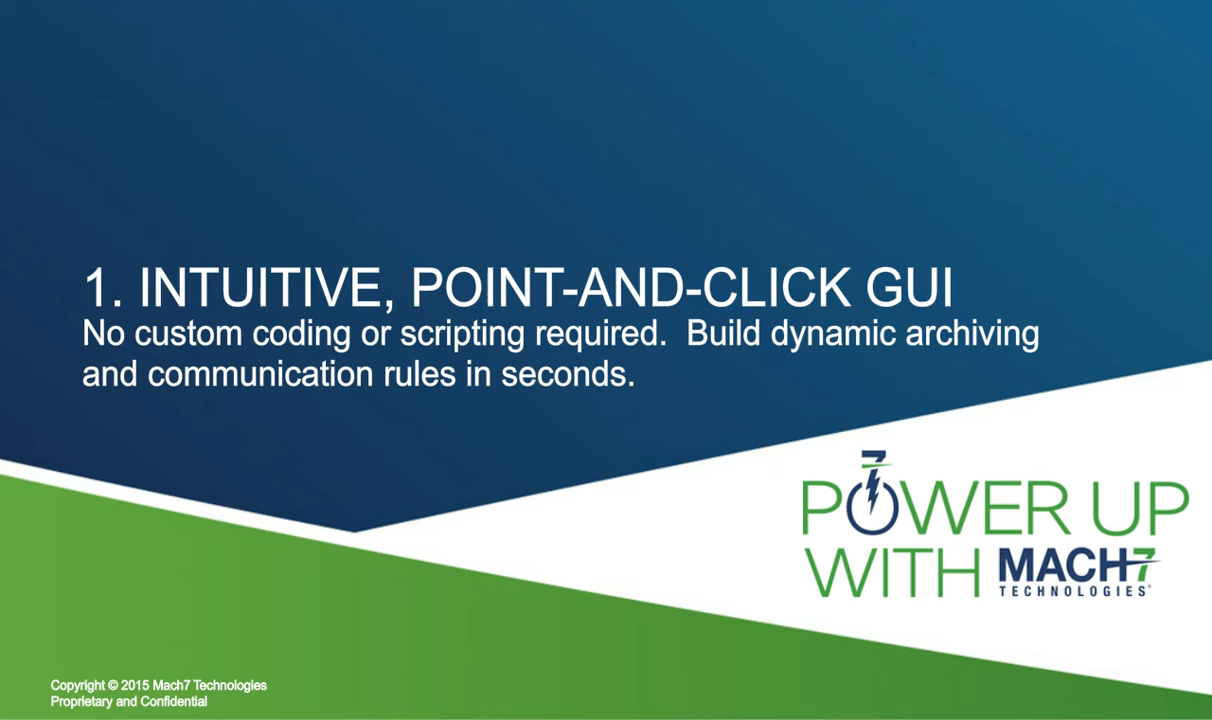 1. INTUITIVE, POINT-AND-CLICK GUI
No custom coding or scripting required.  Build dynamic archiving
and communication rules in seconds.
7
POWER UP
WITH MACH7
TECHNOLOGIES®
Copyright © 2015 Mach7 Technologies
Proprietary and Confidential